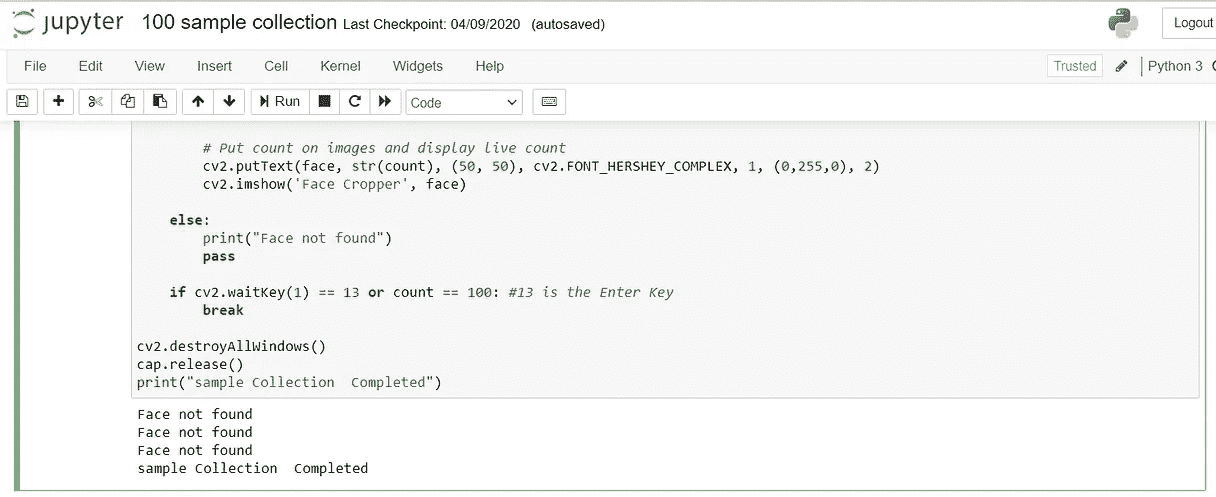 jupyter 100 sample collection Last Checkpoint: 04/09/2020 (autosaved) Logout
File Edit View Insert Cell Kernel Widgets Help Trusted Python 3
Run Code
# Put count on images and display live count
cv2.putText(face, str(count), (50, 50), cv2.FONT_HERSHEY_COMPLEX, 1, (0,255,0), 2)
cv2.imshow('Face Cropper', face)
else:
print("Face not found")
pass
if cv2.waitKey(1) == 13 or count == 100: #13 is the Enter Key
break
cv2.destroyAllWindows()
cap.release()
print("sample Collection  Completed")
Face not found
Face not found
Face not found
sample Collection  Completed